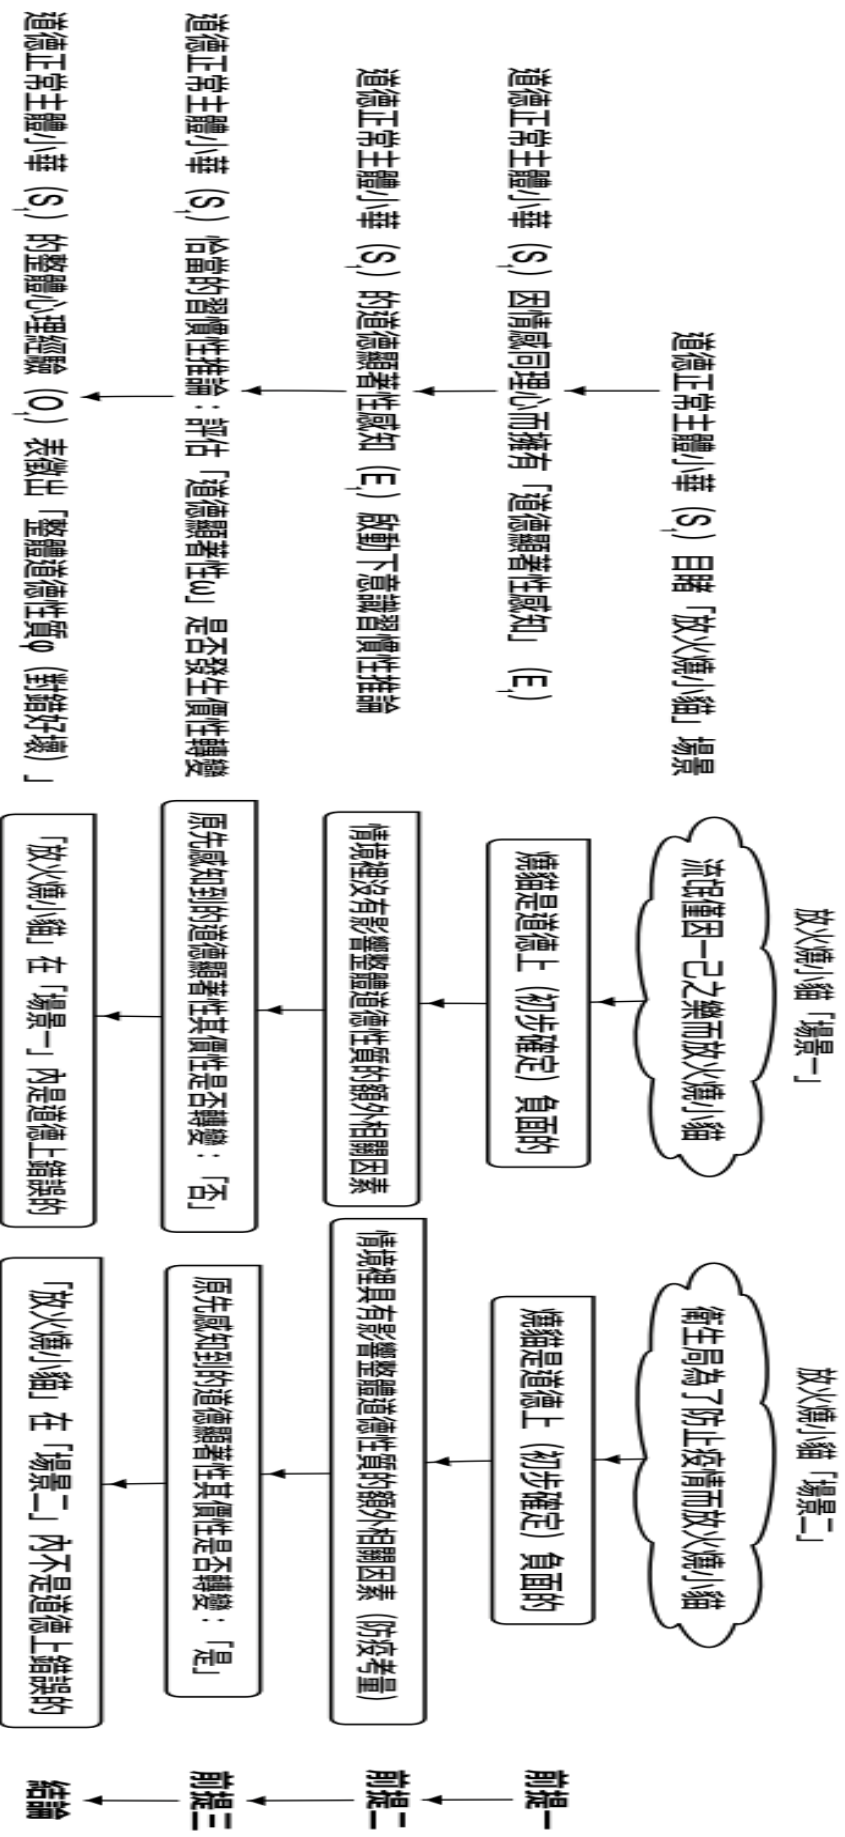 放火燒小貓「場景一」
放火燒小貓「場景二」
道德正常主體小華（S₁）目睹「放火燒小貓」場景
流氓僅因一己之樂而放火燒小貓
衛生局為了防止疫情而放火燒小貓
道德正常主體小華（S₁）因情感同理心而擁有「道德顯著性感知」（E₁）
燒貓是道德上（初步確定）負面的
燒貓是道德上（初步確定）負面的
前提一
道德正常主體小華（S₁）的道德顯著性感知（E₁）啟動下意識習慣性推論
情境裡沒有影響整體道德性質的額外相關因素
情境裡具有影響整體道德性質的額外相關因素（防疫考量）
前提二
道德正常主體小華（S₁）恰當的習慣性推論：評估「道德顯著性ω」是否發生價性轉變
原先感知到的道德顯著性其價性是否轉變：「否」
原先感知到的道德顯著性其價性是否轉變：「是」
前提三
道德正常主體小華（S₁）的整體心理經驗（O₁）表徵出「整體道德性質φ（對錯好壞）」
「放火燒小貓」在「場景一」內是道德上錯誤的
「放火燒小貓」在「場景二」內不是道德上錯誤的
結論